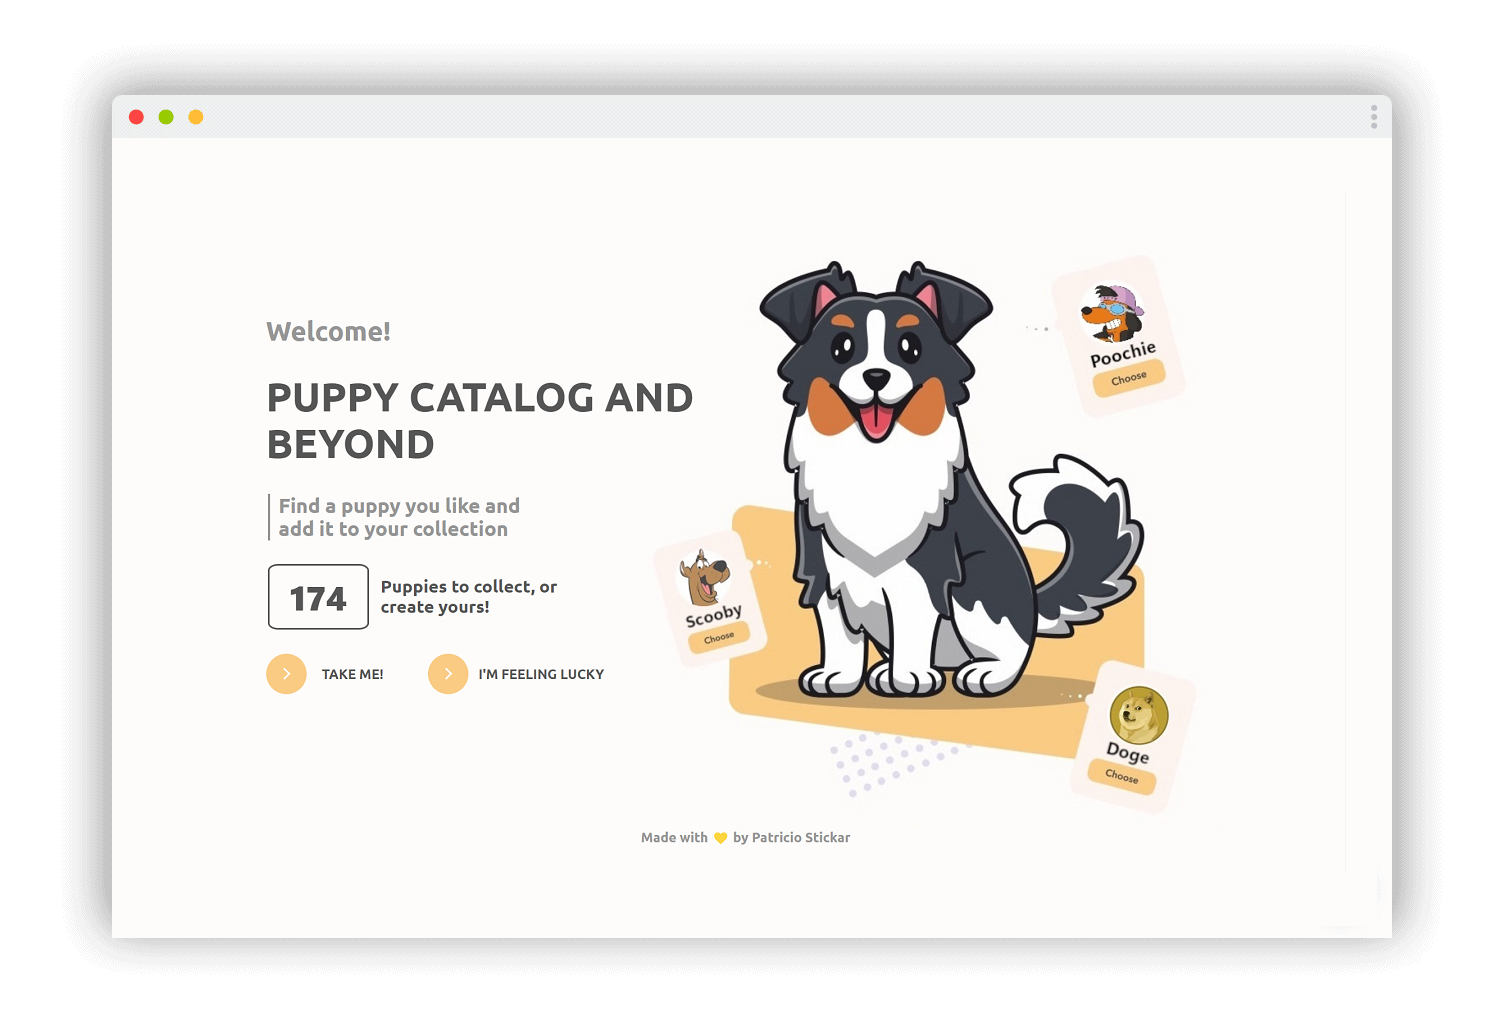 Welcome!
PUPPY CATALOG AND
BEYOND
Find a puppy you like and
add it to your collection
174
Puppies to collect, or
create yours!
TAKE ME!
I'M FEELING LUCKY
Poochie
Choose
Scooby
Choose
Doge
Choose
Made with 💛 by Patricio Stickar